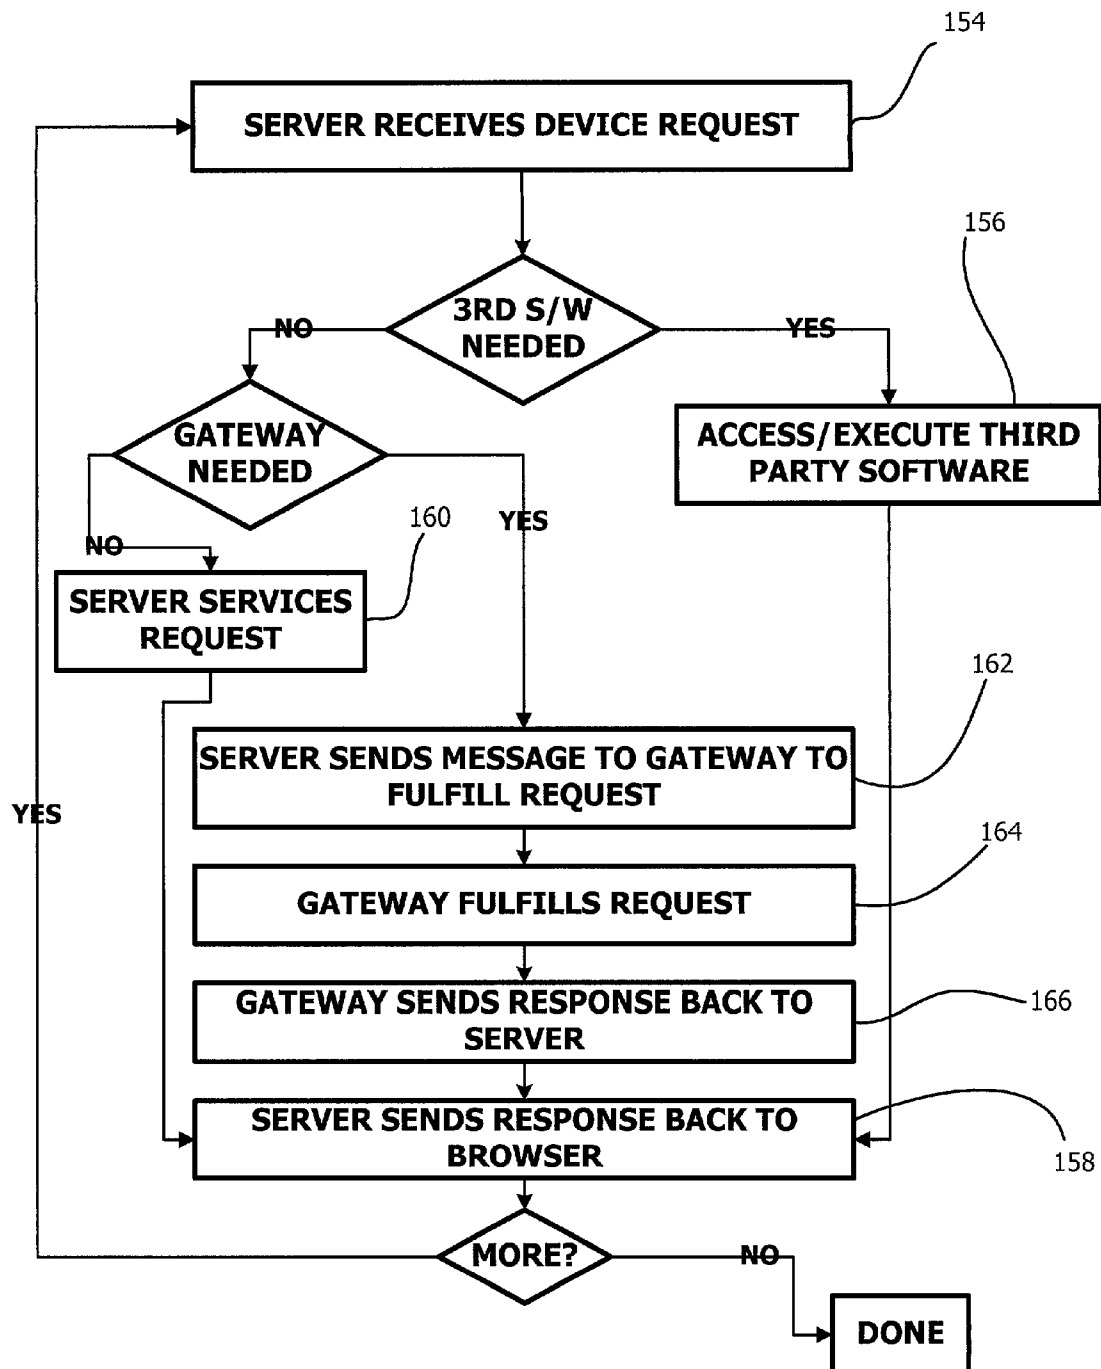 154
SERVER RECEIVES DEVICE REQUEST
156
3RD S/W
NEEDED
NO
YES
GATEWAY
NEEDED
ACCESS/EXECUTE THIRD
PARTY SOFTWARE
160
YES
NO
SERVER SERVICES
REQUEST
162
SERVER SENDS MESSAGE TO GATEWAY TO
FULFILL REQUEST
YES
164
GATEWAY FULFILLS REQUEST
GATEWAY SENDS RESPONSE BACK TO
SERVER
166
SERVER SENDS RESPONSE BACK TO
BROWSER
158
MORE?
NO
DONE